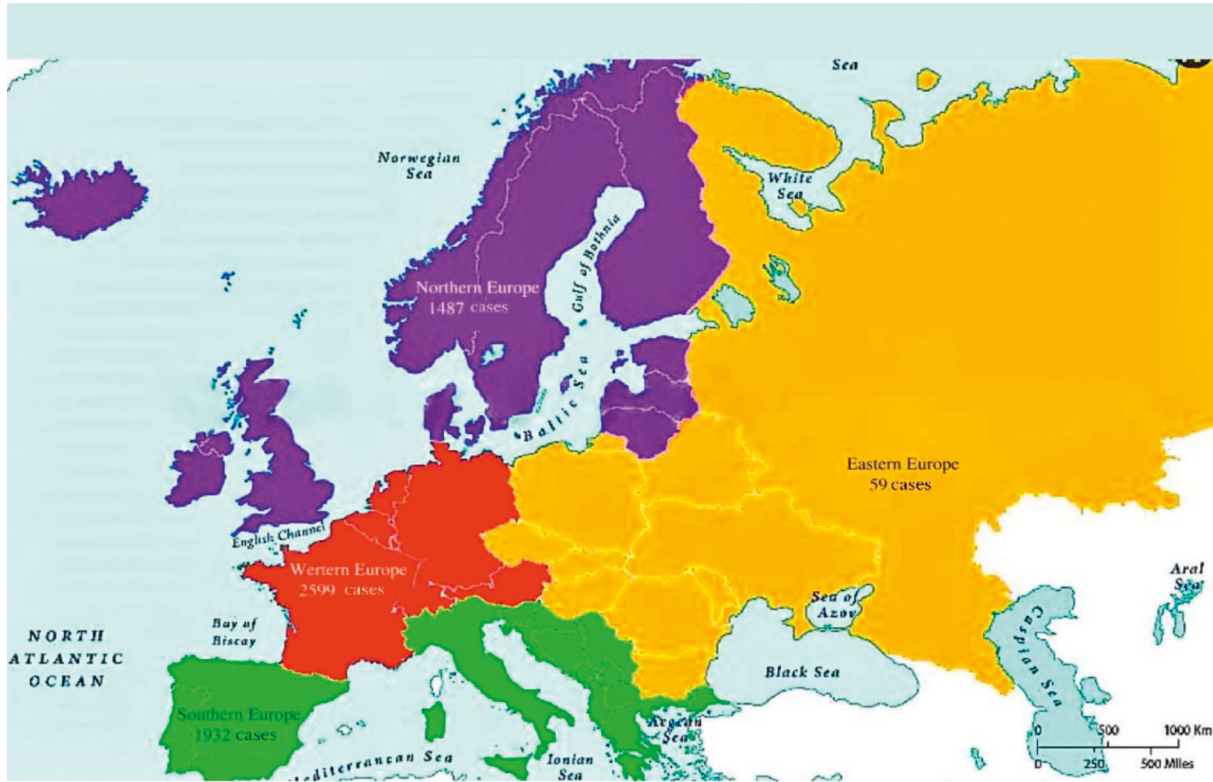 Sea
Norwegian
Sea
White
Sea
Gulf of Bothnia
Northern Europe
1487 cases
Baltic Sea
Eastern Europe
59 cases
English Channel
Wertern Europe
2599 cases
Aral
Sea
Sea of
Azov
Caspian Sea
Bay of
Biscay
NORTH
ATLANTIC
OCEAN
Black Sea
Southern Europe
1932 cases
Aegean
Sea
Mediterranean Sea
Ionian
Sea
0 500 1000 Km
0 250 500 Miles